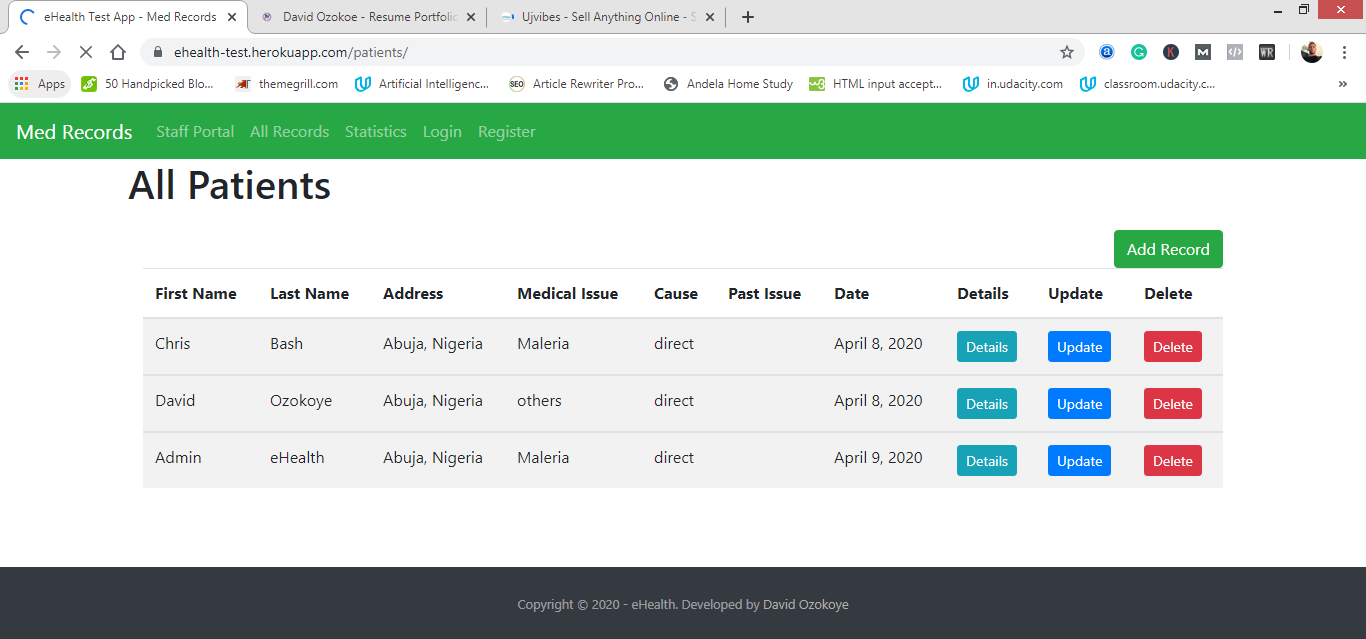 eHealth Test App - Med Records
David Ozokoe - Resume Portfolio
Ujvibes - Sell Anything Online - S
ehealth-test.herokuapp.com/patients/
Apps 50 Handpicked Blo... themegrill.com Artificial Intelligenc... SEO Article Rewriter Pro... Andela Home Study HTML input accept... in.udacity.com classroom.udacity.c... »
Med Records Staff Portal All Records Statistics Login Register
All Patients
Add Record
First Name Last Name Address Medical Issue Cause Past Issue Date Details Update Delete
Chris Bash Abuja, Nigeria Maleria direct April 8, 2020 Details Update Delete
David Ozokoye Abuja, Nigeria others direct April 8, 2020 Details Update Delete
Admin eHealth Abuja, Nigeria Maleria direct April 9, 2020 Details Update Delete
Copyright © 2020 - eHealth. Developed by David Ozokoye